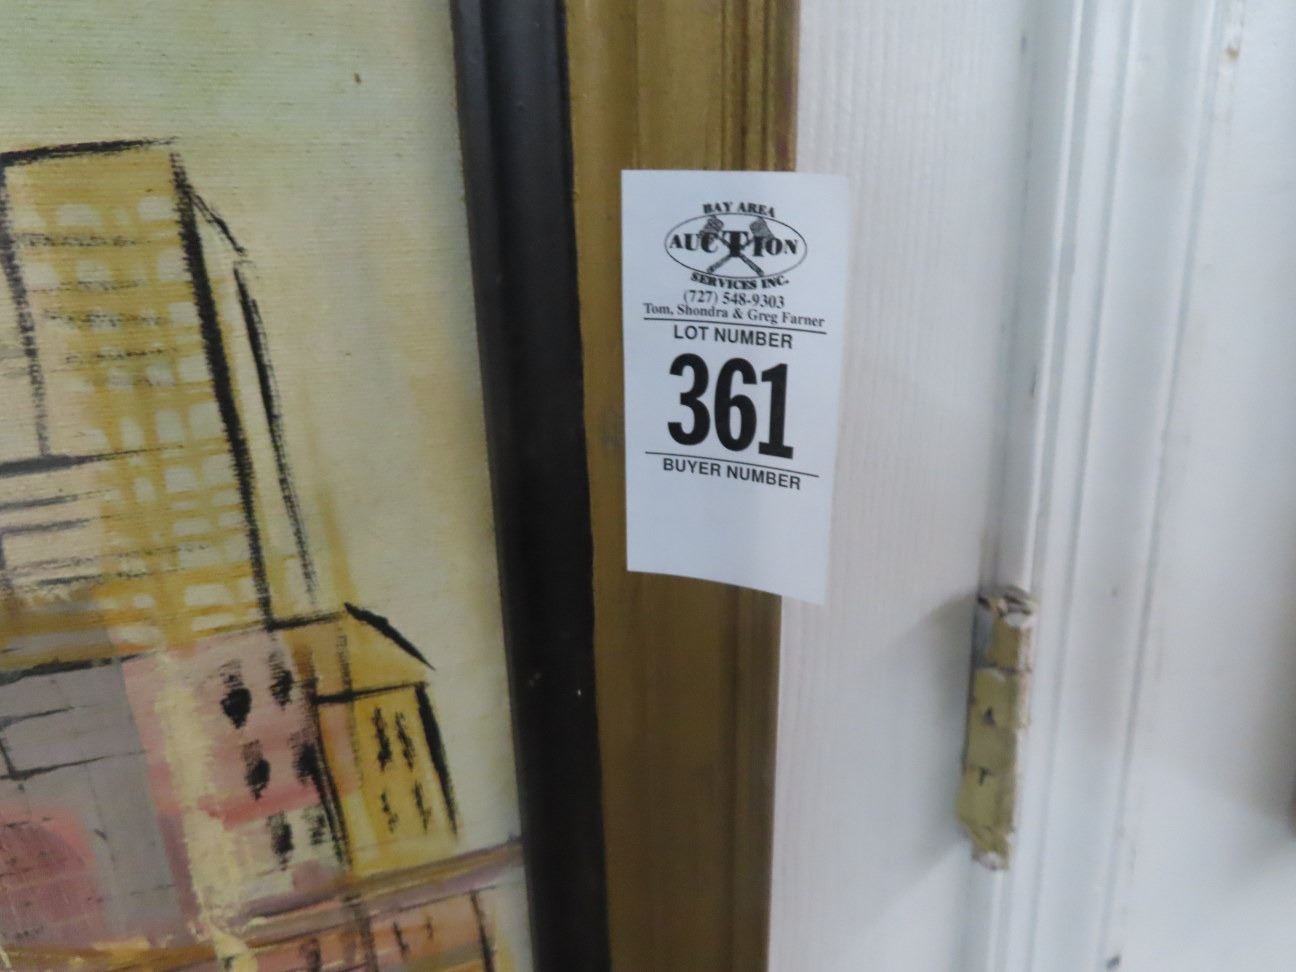 BAY AREA
AUCTION
SERVICES INC.
(727) 548-9303
Tom, Shondra & Greg Farner
LOT NUMBER
361
BUYER NUMBER